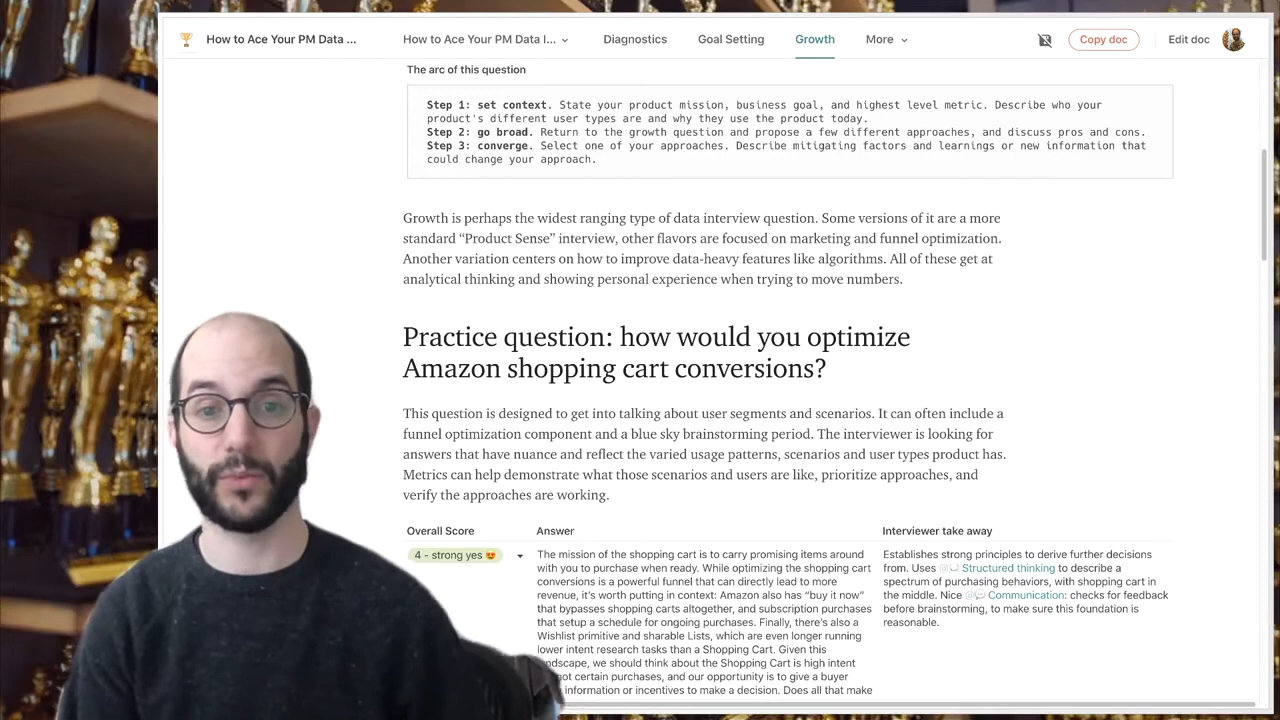 How to Ace Your PM Data ...
How to Ace Your PM Data I...
Diagnostics
Goal Setting
Growth
More
Copy doc
Edit doc
The arc of this question
Step 1: set context. State your product mission, business goal, and highest level metric. Describe who your
product's different user types are and why they use the product today.
Step 2: go broad. Return to the growth question and propose a few different approaches, and discuss pros and cons.
Step 3: converge. Select one of your approaches. Describe mitigating factors and learnings or new information that
could change your approach.
Growth is perhaps the widest ranging type of data interview question. Some versions of it are a more
standard “Product Sense” interview, other flavors are focused on marketing and funnel optimization.
Another variation centers on how to improve data-heavy features like algorithms. All of these get at
analytical thinking and showing personal experience when trying to move numbers.
Practice question: how would you optimize
Amazon shopping cart conversions?
This question is designed to get into talking about user segments and scenarios. It can often include a
funnel optimization component and a blue sky brainstorming period. The interviewer is looking for
answers that have nuance and reflect the varied usage patterns, scenarios and user types product has.
Metrics can help demonstrate what those scenarios and users are like, prioritize approaches, and
verify the approaches are working.
Overall Score
Answer
Interviewer take away
4 - strong yes
The mission of the shopping cart is to carry promising items around
with you to purchase when ready. While optimizing the shopping cart
conversions is a powerful funnel that can directly lead to more
revenue, it's worth putting in context: Amazon also has “buy it now”
that bypasses shopping carts altogether, and subscription purchases
that setup a schedule for ongoing purchases. Finally, there's also a
Wishlist primitive and sharable Lists, which are even longer running
lower intent research tasks than a Shopping Cart. Given this
ndscape, we should think about the Shopping Cart is high intent
not certain purchases, and our opportunity is to give a buyer
information or incentives to make a decision. Does all that make
Establishes strong principles to derive further decisions
from. Uses Structured thinking to describe a
spectrum of purchasing behaviors, with shopping cart in
the middle. Nice Communication: checks for feedback
before brainstorming, to make sure this foundation is
reasonable.